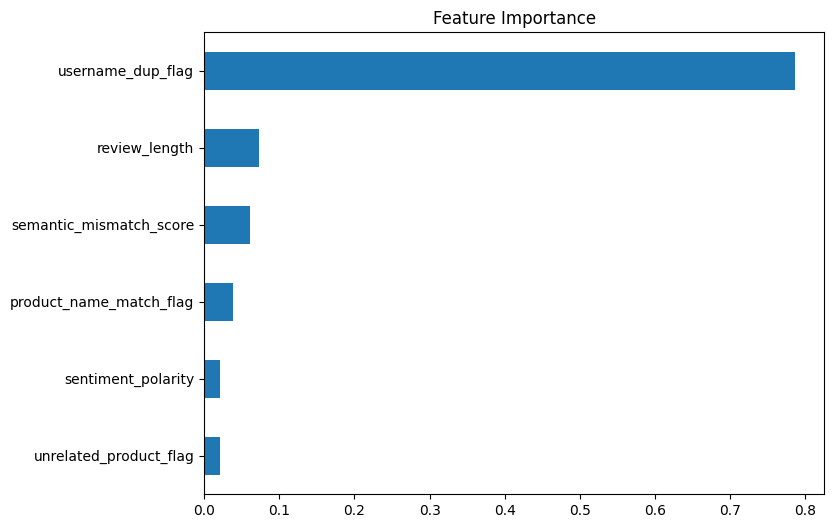 Feature Importance
username_dup_flag
review_length
semantic_mismatch_score
product_name_match_flag
sentiment_polarity
unrelated_product_flag
0.0 0.1 0.2 0.3 0.4 0.5 0.6 0.7 0.8